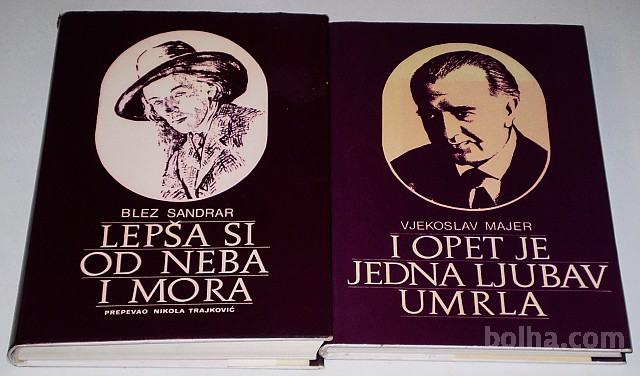 BLEZ SANDRAR
LEPŠA SI
OD NEBA
I MORA
PREPEVAO NIKOLA TRAJKOVIĆ
VJEKOSLAV MAJER
I OPET JE
JEDNA LJUBAV
UMRLA
bolha.com